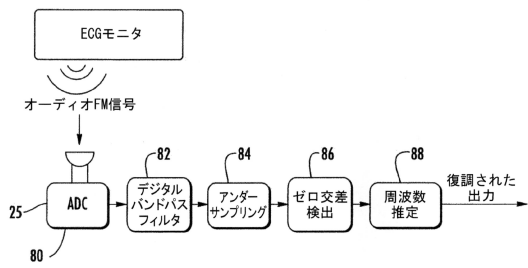 ECGモニタ
オーディオFM信号
82
84
86
88
ADC
デジタル
バンドパス
フィルタ
アンダー
サンプリング
ゼロ交差
検出
周波数
推定
復調された
出力
25
80